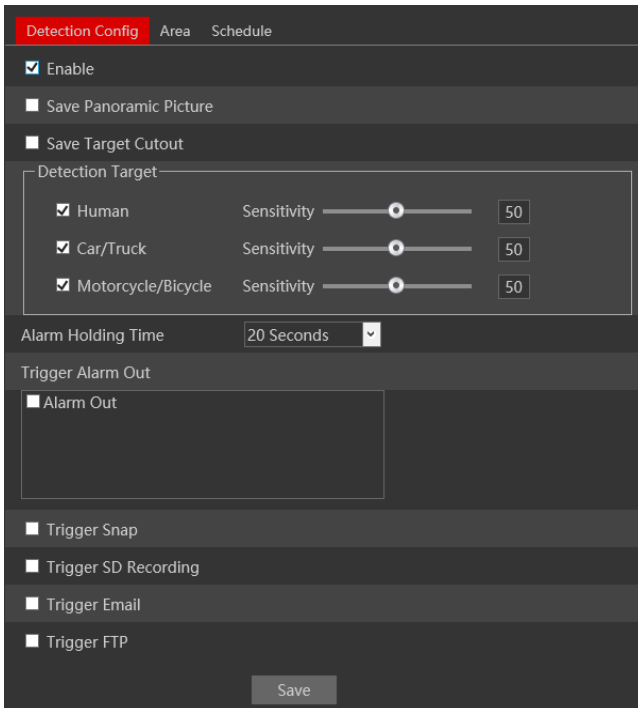 Detection Config Area Schedule
Enable
Save Panoramic Picture
Save Target Cutout
Detection Target
Human Sensitivity 50
Car/Truck Sensitivity 50
Motorcycle/Bicycle Sensitivity 50
Alarm Holding Time 20 Seconds
Trigger Alarm Out
Alarm Out
Trigger Snap
Trigger SD Recording
Trigger Email
Trigger FTP
Save